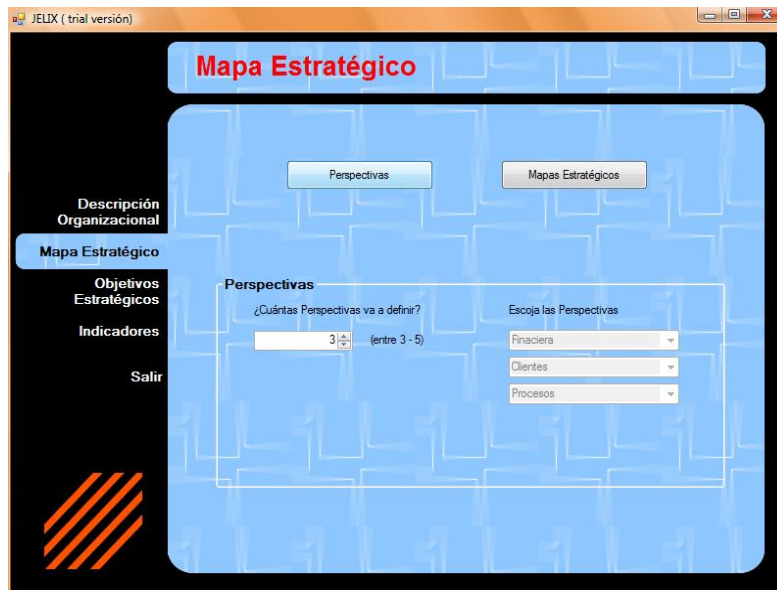 JELIX ( trial versión)
Mapa Estratégico
Perspectivas
Mapas Estratégicos
Descripción
Organizacional
Mapa Estratégico
Objetivos
Estratégicos
Indicadores
Salir
Perspectivas
¿Cuántas Perspectivas va a definir?
3
(entre 3 - 5)
Escoja las Perspectivas
Finaciera
Clientes
Procesos